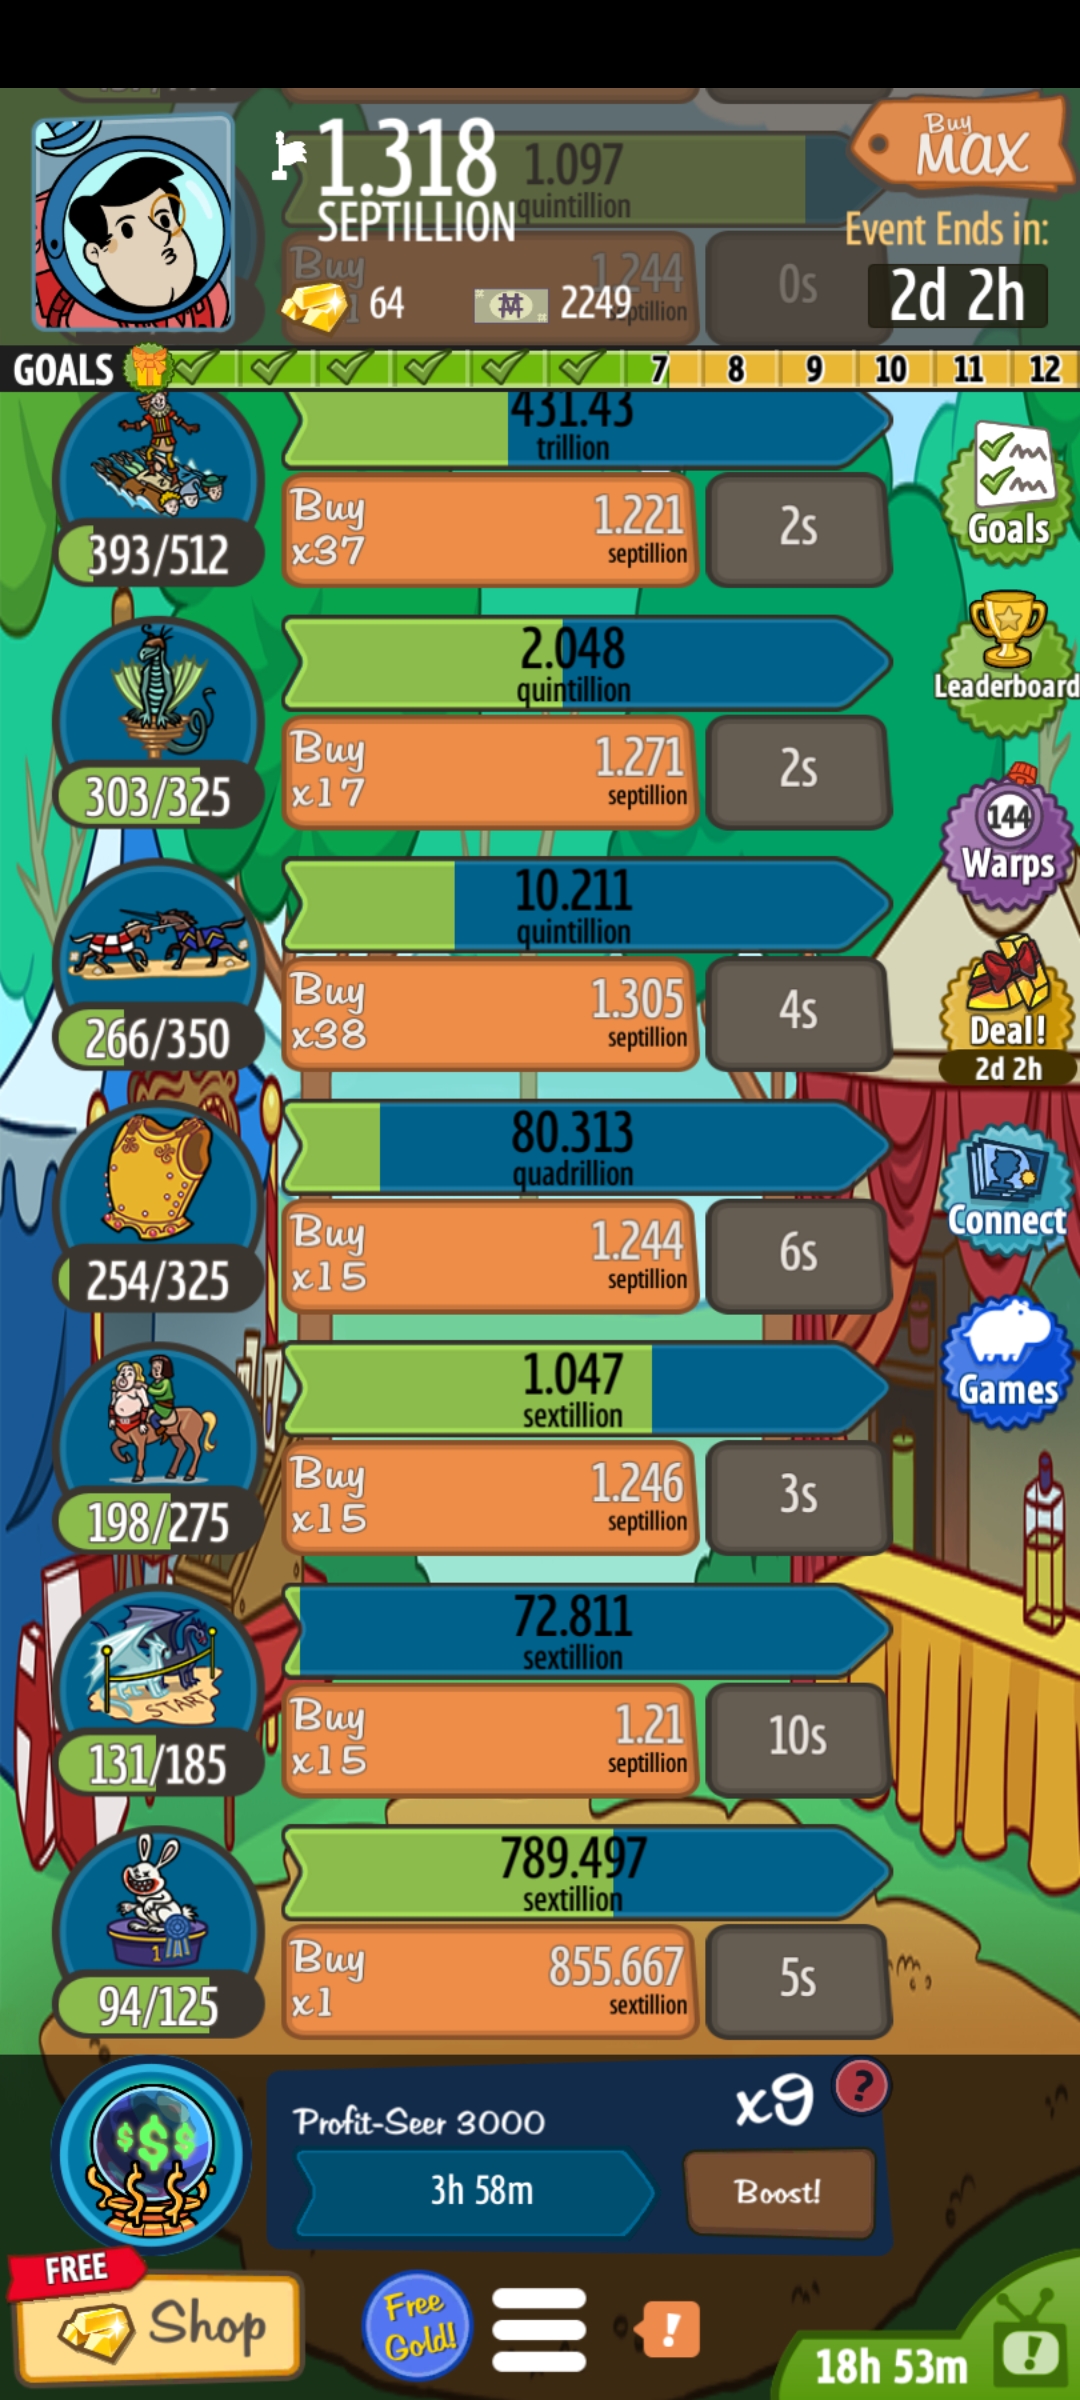 1.318
SEPTILLION
1.097
quintillion
Buy
MAX
Event Ends in:
2d 2h
Buy
1
1.244
septillion
0s
64
2249
GOALS
7 8 9 10 11 12
431.43
trillion
393/512
Buy
x37
1.221
septillion
2s
Goals
2.048
quintillion
303/325
Buy
x17
1.271
septillion
2s
Leaderboard
144
Warps
10.211
quintillion
266/350
Buy
x38
1.305
septillion
4s
Deal!
2d 2h
80.313
quadrillion
254/325
Buy
x15
1.244
septillion
6s
Connect
1.047
sextillion
198/275
Buy
x15
1.246
septillion
3s
Games
72.811
sextillion
START
131/185
Buy
x15
1.21
septillion
10s
789.497
sextillion
1
94/125
Buy
x1
855.667
sextillion
5s
$$$
Profit-Seer 3000
x9
?
3h 58m
Boost!
FREE
Shop
Free
Gold!
!
18h 53m
!